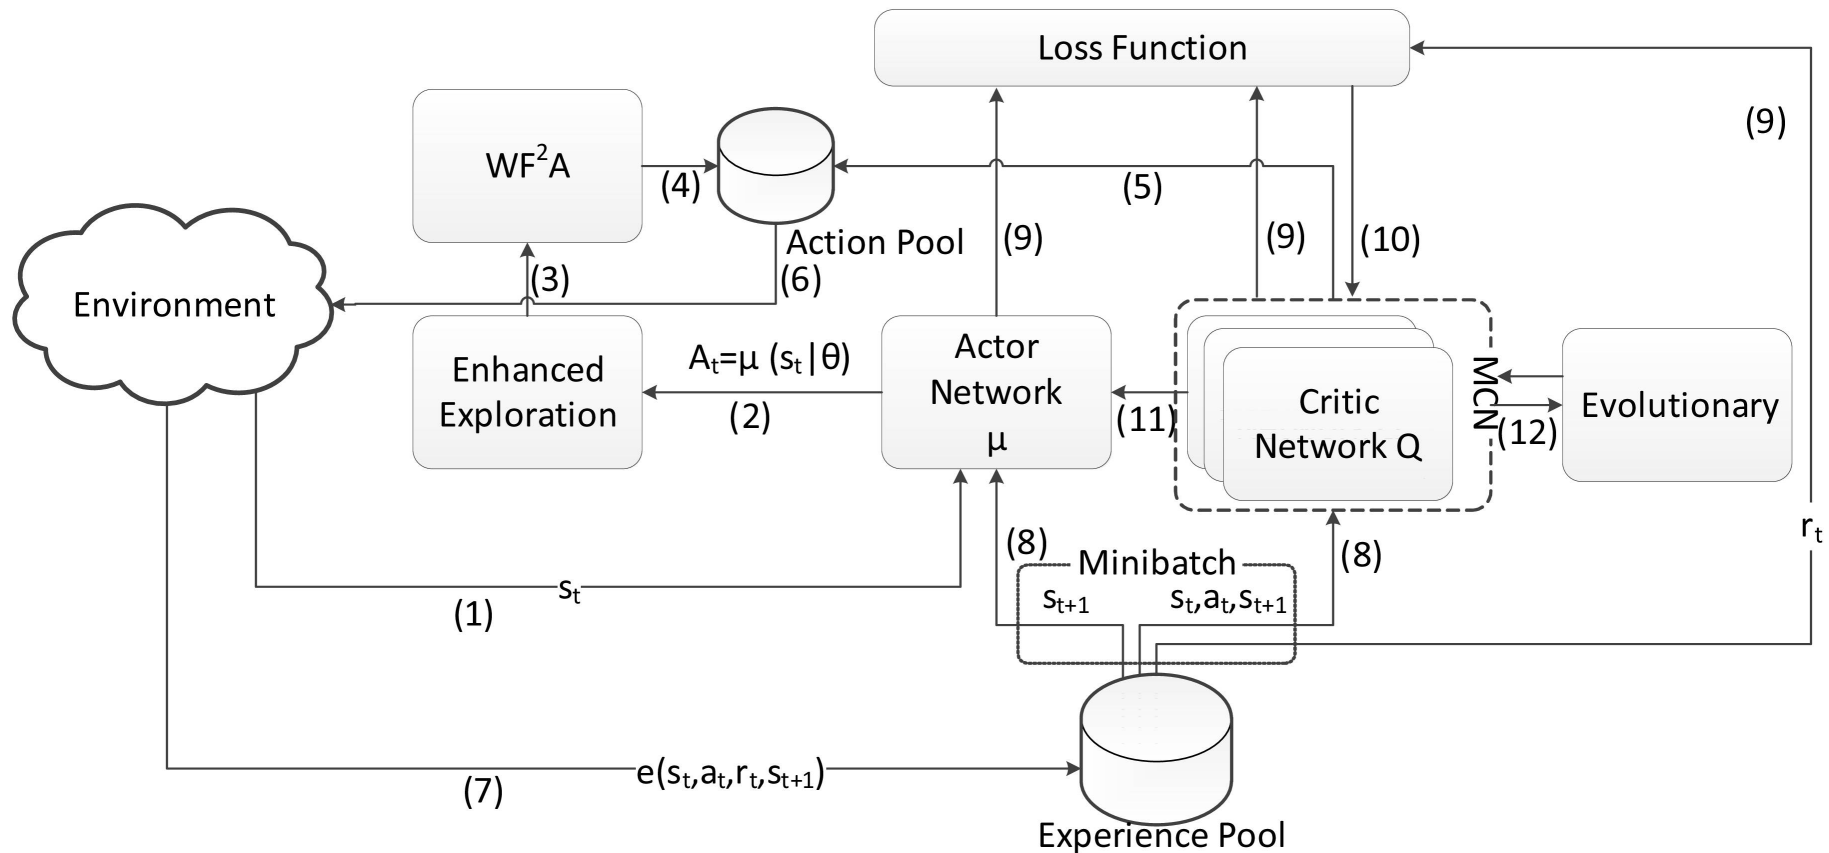 Loss Function
(9)
WF²A
(4)
(5)
Action Pool
(9)
(9)
(10)
(3)
(6)
Environment
Enhanced
Exploration
Aₜ=μ (sₜ|θ)
(2)
Actor
Network
μ
(11)
Critic
Network Q
MCN
(12)
Evolutionary
rₜ
(8)
(8)
Minibatch
sₜ₊₁
sₜ,aₜ,sₜ₊₁
sₜ
(1)
e(sₜ,aₜ,rₜ,sₜ₊₁)
(7)
Experience Pool